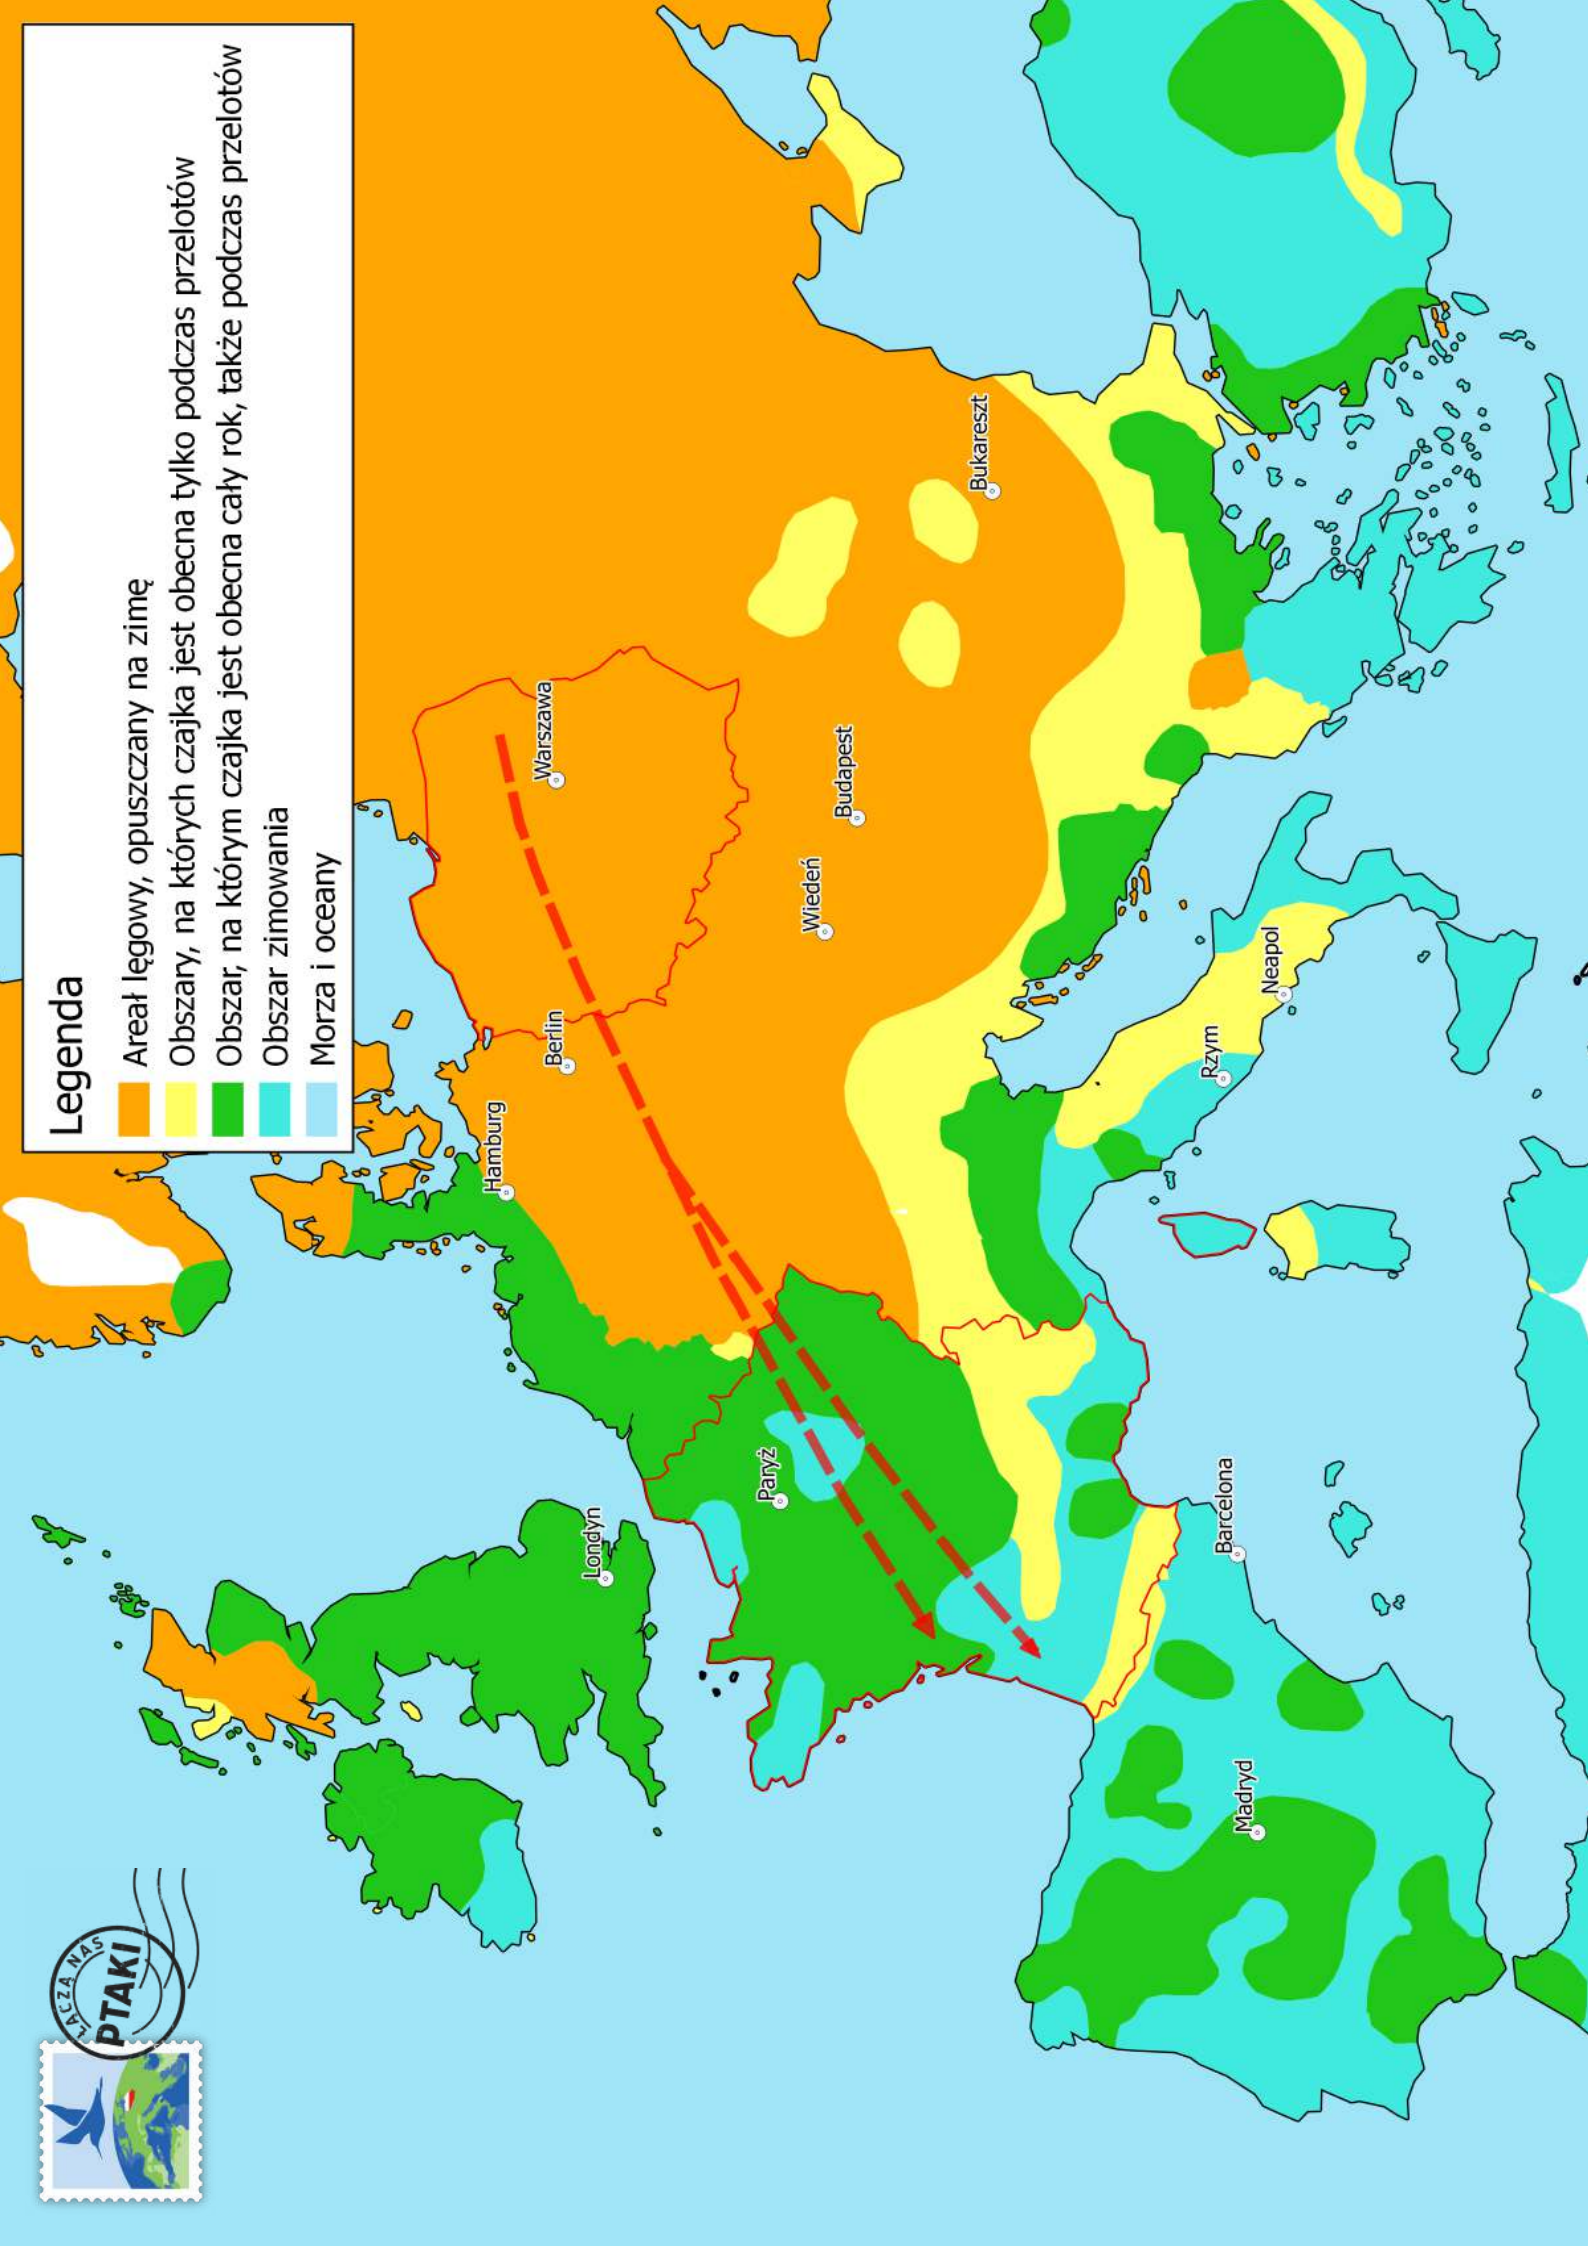 Legenda
Areał lęgowy, opuszczany na zimę
Obszary, na których czajka jest obecna tylko podczas przelotów
Obszar, na którym czajka jest obecna cały rok, także podczas przelotów
Obszar zimowania
Morza i oceany
ŁĄCZĄ NAS
PTAKI
Londyn
Hamburg
Berlin
Warszawa
Paryż
Wiedeń
Budapest
Bukareszt
Madryd
Barcelona
Rzym
Neapol